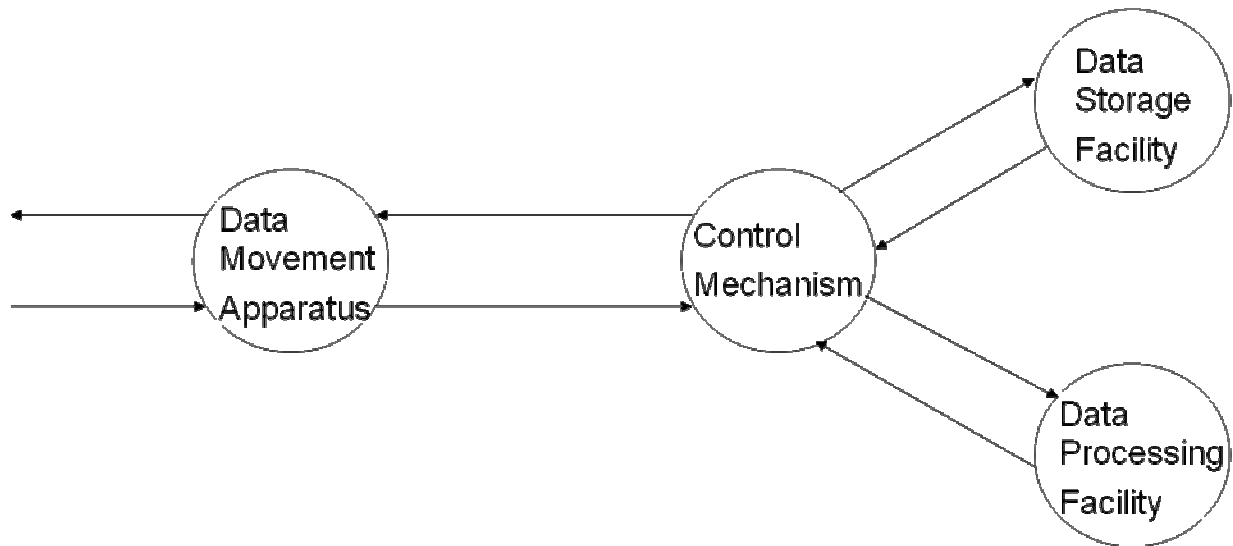 Data
Storage
Facility
Data
Movement
Apparatus
Control
Mechanism
Data
Processing
Facility